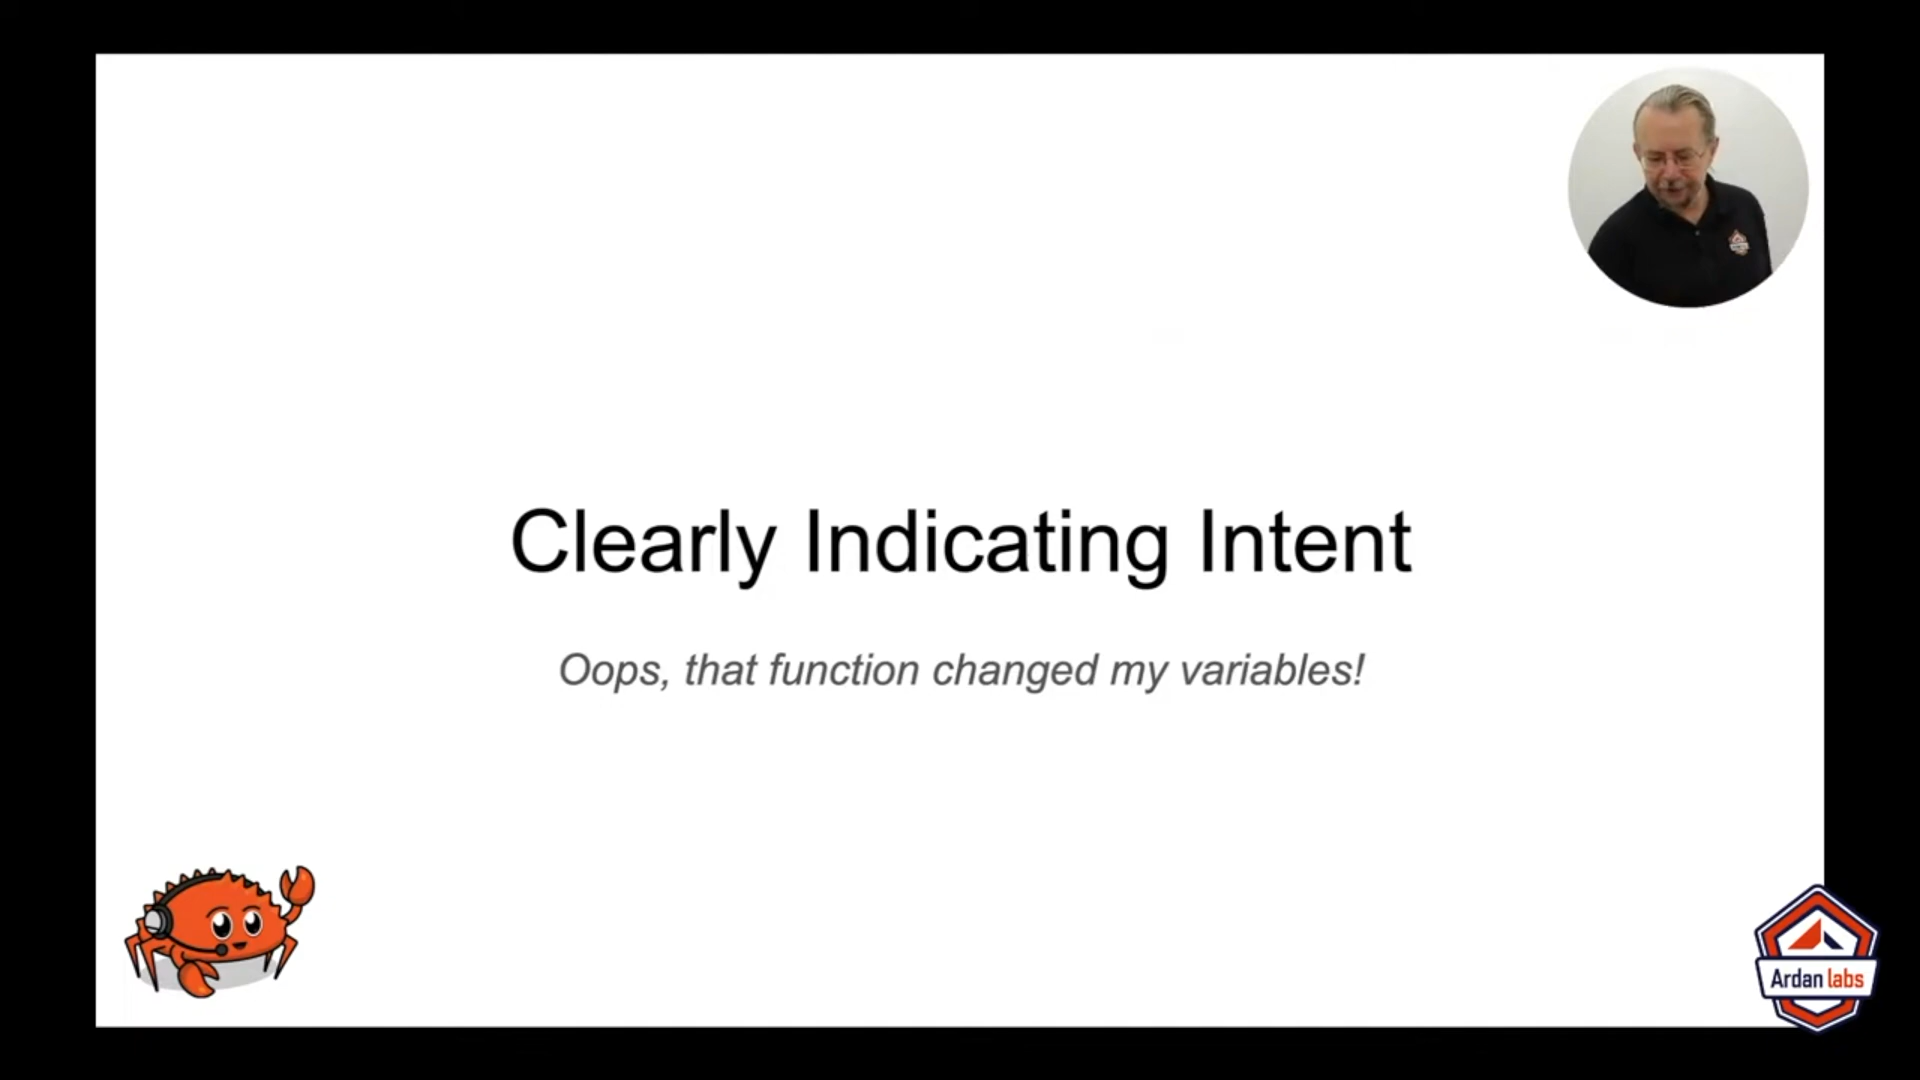 Clearly Indicating Intent
Oops, that function changed my variables!
Ardan labs